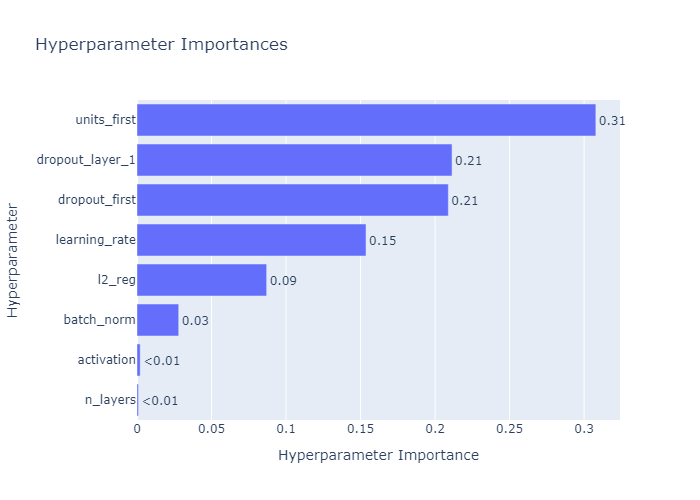 Hyperparameter Importances
Hyperparameter
units_first
0.31
dropout_layer_1
0.21
dropout_first
0.21
learning_rate
0.15
l2_reg
0.09
batch_norm
0.03
activation
<0.01
n_layers
<0.01
0 0.05 0.1 0.15 0.2 0.25 0.3
Hyperparameter Importance